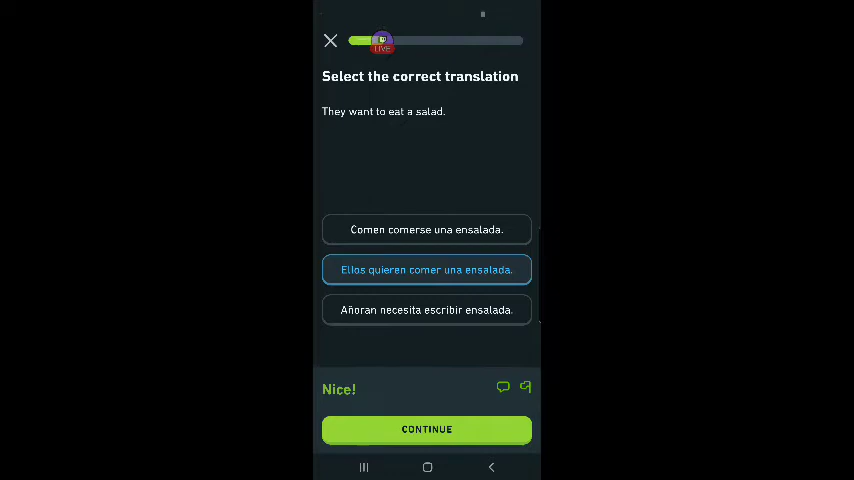 LIVE
Select the correct translation
They want to eat a salad.
Comen comerse una ensalada.
Ellos quieren comer una ensalada.
Añoran necesita escribir ensalada.
Nice!
CONTINUE